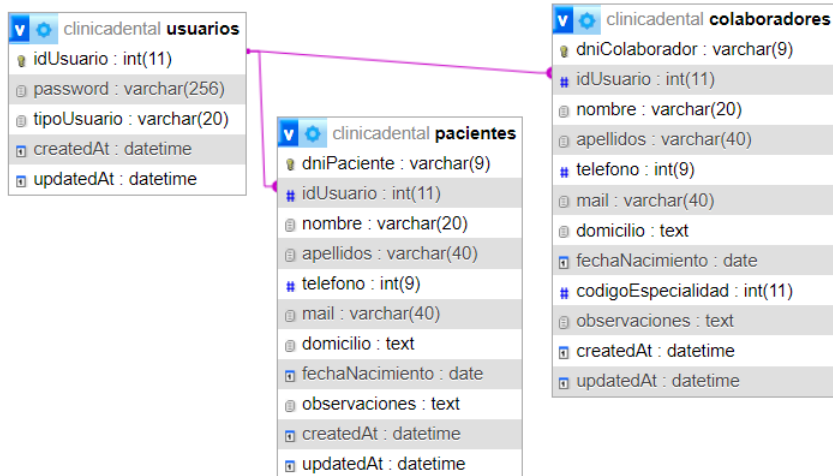 v clinicadental usuarios
idUsuario : int(11)
password : varchar(256)
tipoUsuario : varchar(20)
createdAt : datetime
updatedAt : datetime
v clinicadental pacientes
dniPaciente : varchar(9)
# idUsuario : int(11)
nombre : varchar(20)
apellidos : varchar(40)
# telefono : int(9)
mail : varchar(40)
domicilio : text
fechaNacimiento : date
observaciones : text
createdAt : datetime
updatedAt : datetime
v clinicadental colaboradores
dniColaborador : varchar(9)
# idUsuario : int(11)
nombre : varchar(20)
apellidos : varchar(40)
# telefono : int(9)
mail : varchar(40)
domicilio : text
fechaNacimiento : date
# codigoEspecialidad : int(11)
observaciones : text
createdAt : datetime
updatedAt : datetime